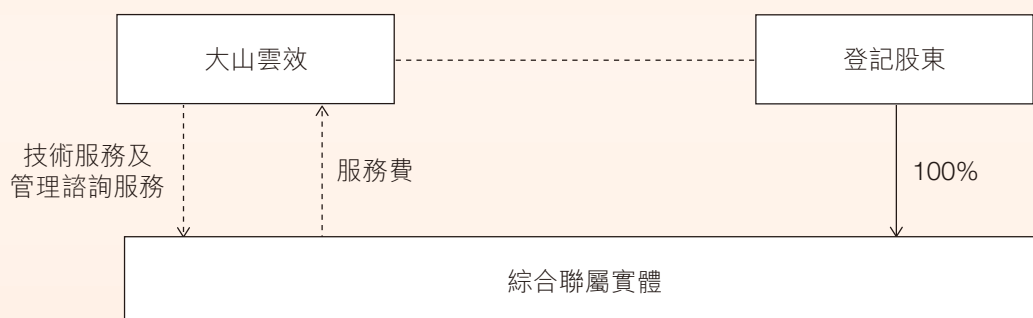 大山雲效
登記股東
技術服務及
管理諮詢服務
服務費
100%
綜合聯屬實體